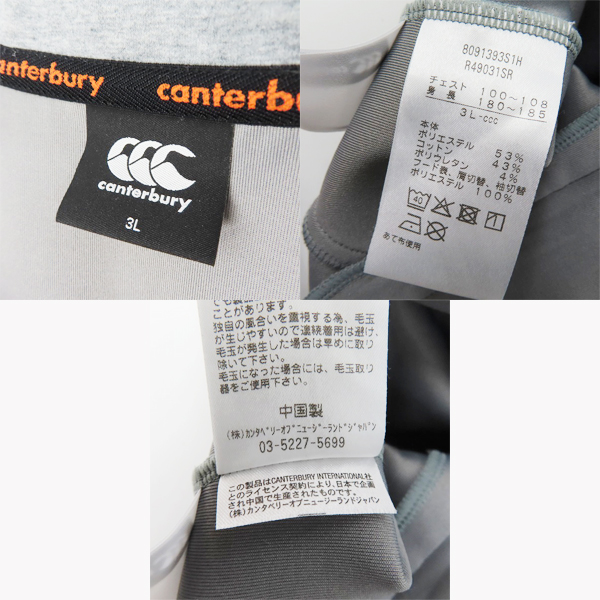 canterbury
canterbury
canterbury
3L
8091393S1H
R49031SR
チェスト 100～108
身 長 180～185
3L-ccc
本体
ポリエステル 53%
コットン 43%
ポリウレタン 4%
フード表、肩切替、袖切替
ポリエステル 100%
40
あて布使用
ことがあります。
独自の風合いを重視する為、毛玉
が生じやすいので連続着用は避け、
毛玉が発生した場合は早めに取り
除いて下さい。
毛玉になった場合には、毛玉取り
器をご使用下さい。
中国製
(株)カンタベリーオブニュージーランドジャパン
03-5227-5699
この製品はCANTERBURY INTERNATIONAL社
とのライセンス契約により、日本で企画
され中国で生産されたものです。
(株)カンタベリーオブニュージーランドジャパン